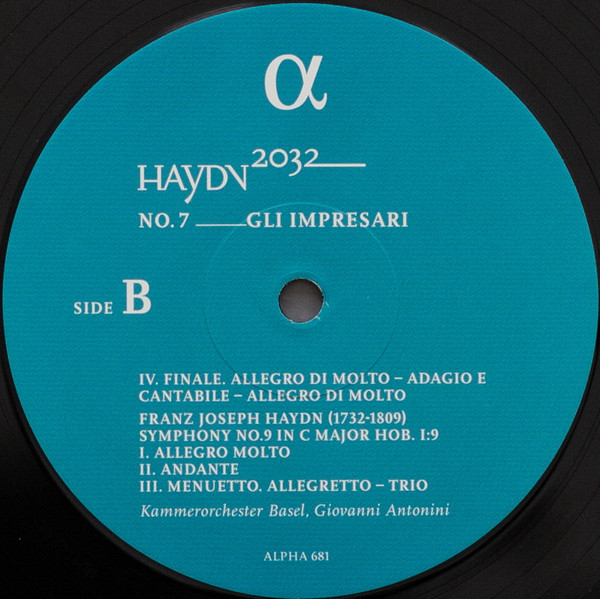 α
HAYDN 2032
NO. 7 ——GLI IMPRESARI
SIDE B
IV. FINALE. ALLEGRO DI MOLTO – ADAGIO E
CANTABILE – ALLEGRO DI MOLTO
FRANZ JOSEPH HAYDN (1732-1809)
SYMPHONY NO.9 IN C MAJOR HOB. I:9
I. ALLEGRO MOLTO
II. ANDANTE
III. MENUETTO. ALLEGRETTO – TRIO
Kammerorchester Basel, Giovanni Antonini
ALPHA 681